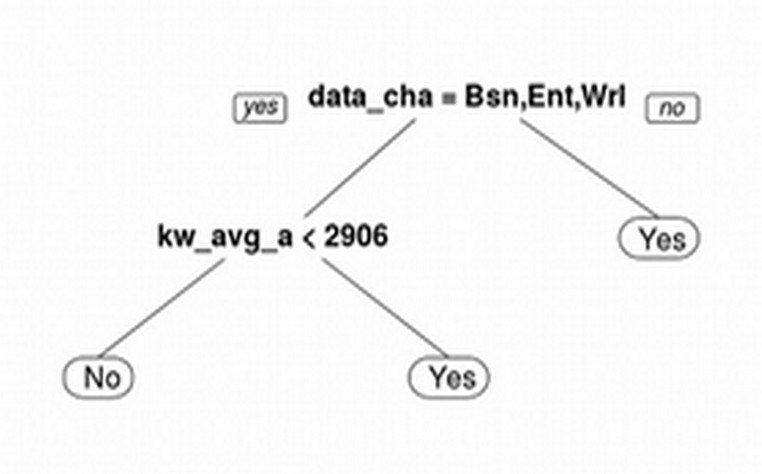 yes data_cha = Bsn,Ent,Wrl no
kw_avg_a < 2906
Yes
No
Yes